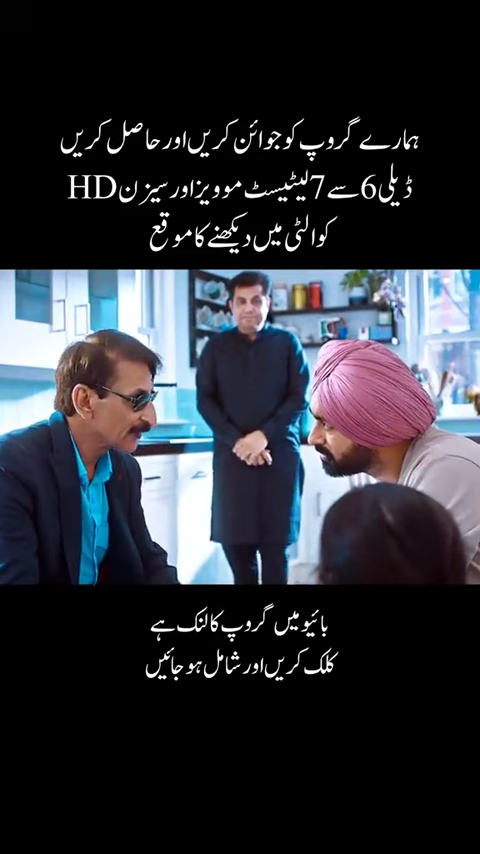 ہمارے گروپ کو جوائن کریں اور حاصل کریں
ڈیلی 6 سے 7 لیٹیسٹ موویز اور سیزن HD
کوالٹی میں دیکھنے کا موقع
بائیو میں گروپ کا لنک ہے
کلک کریں اور شامل ہو جائیں